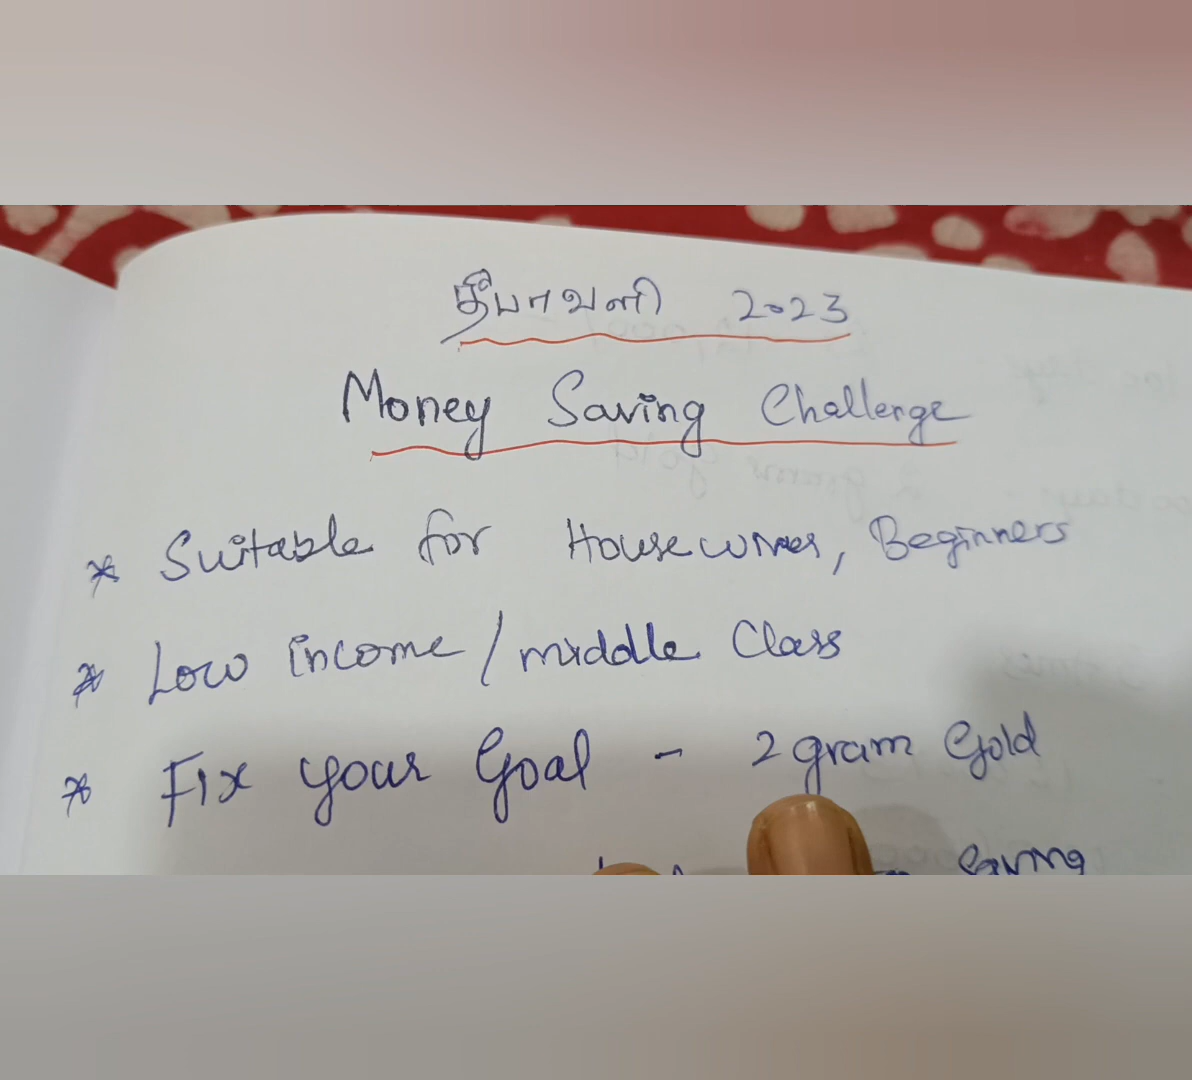 தீபாவளி 2023
Money Saving Challenge
* Suitable for Housewives, Beginners
* Low income / middle Class
* Fix your Goal - 2 gram Gold
Saving